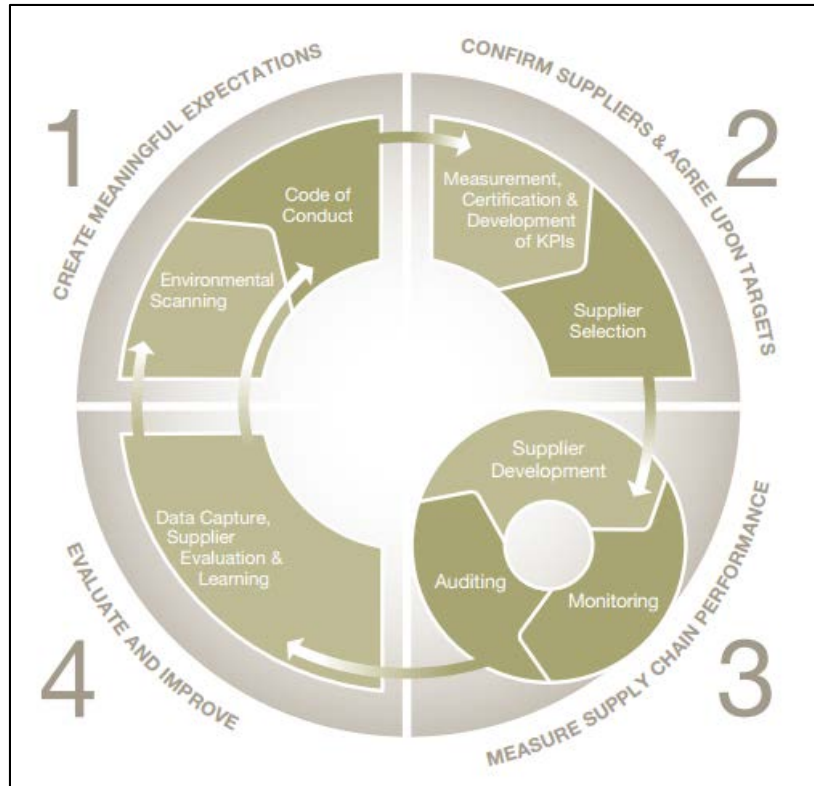 1
CREATE MEANINGFUL EXPECTATIONS
Code of
Conduct
Environmental
Scanning
2
CONFIRM SUPPLIERS & AGREE UPON TARGETS
Measurement,
Certification &
Development
of KPIs
Supplier
Selection
3
MEASURE SUPPLY CHAIN PERFORMANCE
Supplier
Development
Monitoring
Auditing
4
EVALUATE AND IMPROVE
Data Capture,
Supplier
Evaluation &
Learning